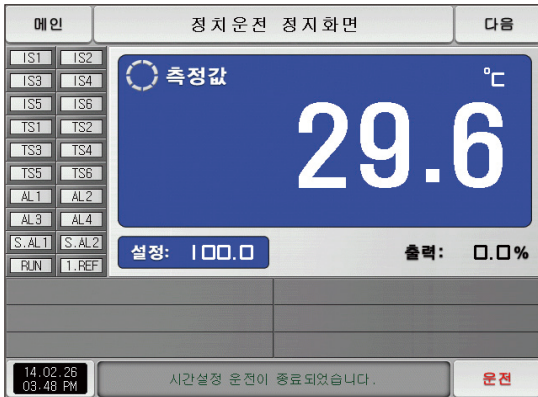 메인 정치운전 정지화면 다음
IS1 IS2
IS3 IS4
IS5 IS6
TS1 TS2
TS3 TS4
TS5 TS6
AL1 AL2
AL3 AL4
S.AL1 S.AL2
RUN 1.REF
측정값 ℃
29.6
설정: 100.0 출력: 0.0%
14.02.26
03:48 PM
시간설정 운전이 종료되었습니다.
운전